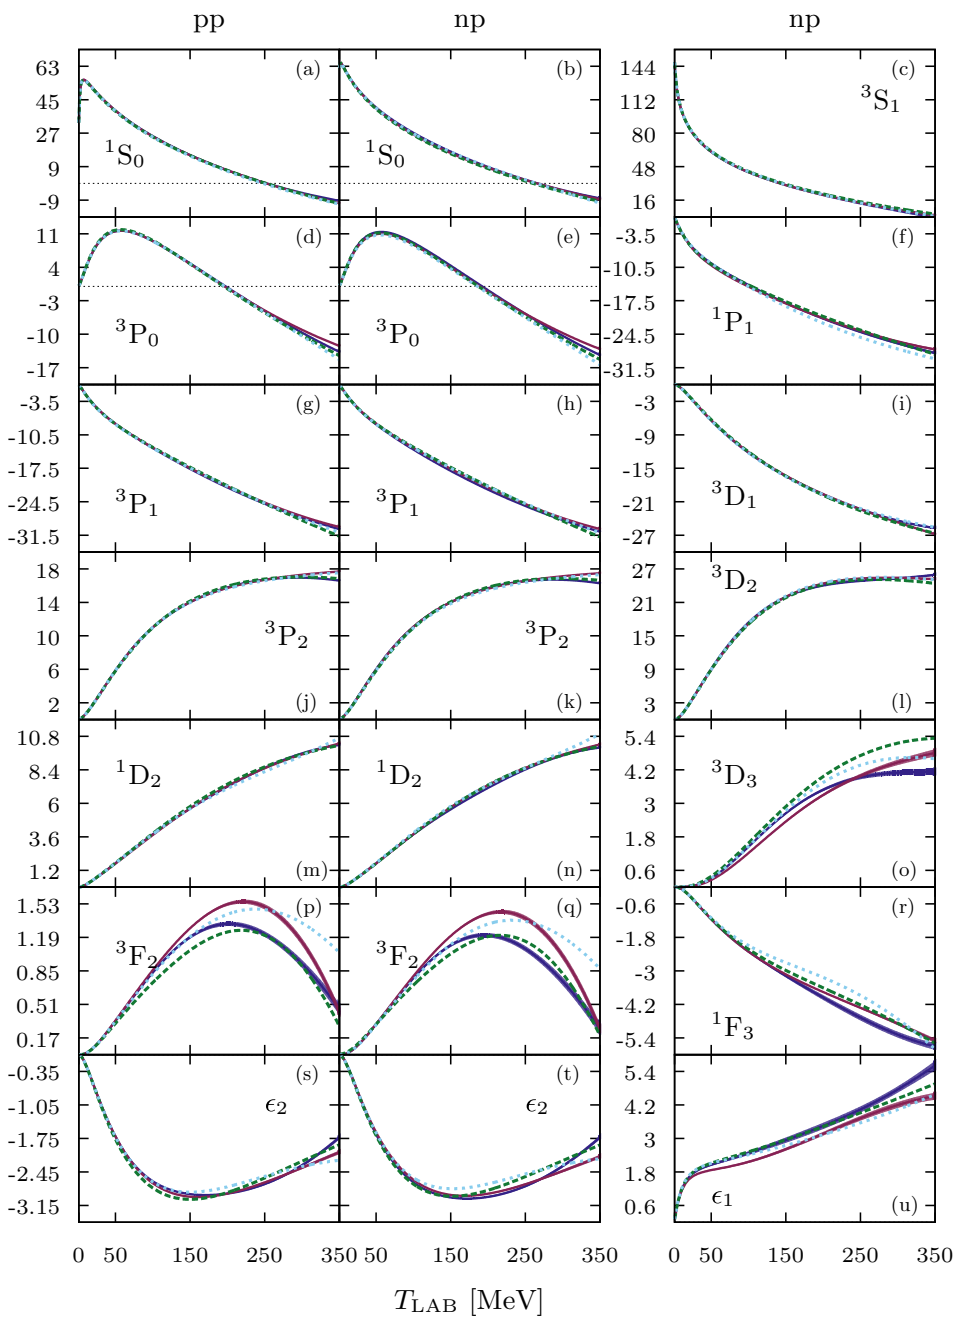 pp np np
63 (a) (b) 144 (c)
45 112 ³S₁
27 ¹S₀ ¹S₀ 80
9 48
-9 16
11 (d) (e) -3.5 (f)
4 -10.5
-3 ³P₀ ³P₀ -17.5 ¹P₁
-10 -24.5
-17 -31.5
-3.5 (g) (h) -3 (i)
-10.5 -9
-17.5 ³P₁ ³P₁ -15 ³D₁
-24.5 -21
-31.5 -27
18 27 ³D₂
14 ³P₂ ³P₂ 21
10 15
6 9
2 (j) (k) 3 (l)
10.8 ¹D₂ ¹D₂ 5.4 ³D₃
8.4 4.2
6 3
3.6 1.8
1.2 (m) (n) 0.6 (o)
1.53 (p) (q) -0.6 (r)
1.19 ³F₂ ³F₂ -1.8
0.85 -3
0.51 -4.2 ¹F₃
0.17 -5.4
-0.35 (s) (t) 5.4
-1.05 ϵ₂ ϵ₂ 4.2
-1.75 3
-2.45 1.8 ϵ₁
-3.15 0.6 (u)
0 50 150 250 350 50 150 250 350 0 50 150 250 350
T_LAB [MeV]